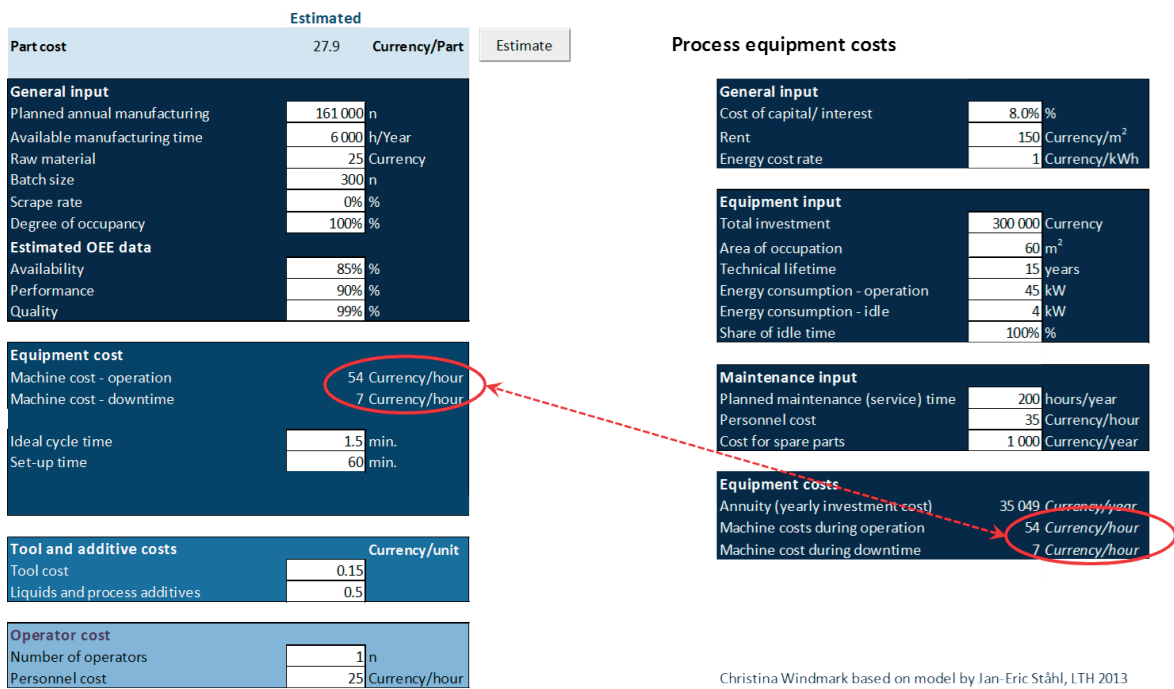 Estimated
Part cost 27.9 Currency/Part Estimate
General input
Planned annual manufacturing 161 000 n
Available manufacturing time 6 000 h/Year
Raw material 25 Currency
Batch size 300 n
Scrape rate 0% %
Degree of occupancy 100% %
Estimated OEE data
Availability 85% %
Performance 90% %
Quality 99% %
Equipment cost
Machine cost - operation 54 Currency/hour
Machine cost - downtime 7 Currency/hour
Ideal cycle time 1.5 min.
Set-up time 60 min.
Tool and additive costs Currency/unit
Tool cost 0.15
Liquids and process additives 0.5
Operator cost
Number of operators 1 n
Personnel cost 25 Currency/hour
Process equipment costs
General input
Cost of capital/ interest 8.0% %
Rent 150 Currency/m²
Energy cost rate 1 Currency/kWh
Equipment input
Total investment 300 000 Currency
Area of occupation 60 m²
Technical lifetime 15 years
Energy consumption - operation 45 kW
Energy consumption - idle 4 kW
Share of idle time 100% %
Maintenance input
Planned maintenance (service) time 200 hours/year
Personnel cost 35 Currency/hour
Cost for spare parts 1 000 Currency/year
Equipment costs
Annuity (yearly investment cost) 35 049 Currency/year
Machine costs during operation 54 Currency/hour
Machine cost during downtime 7 Currency/hour
Christina Windmark based on model by Jan-Eric Ståhl, LTH 2013